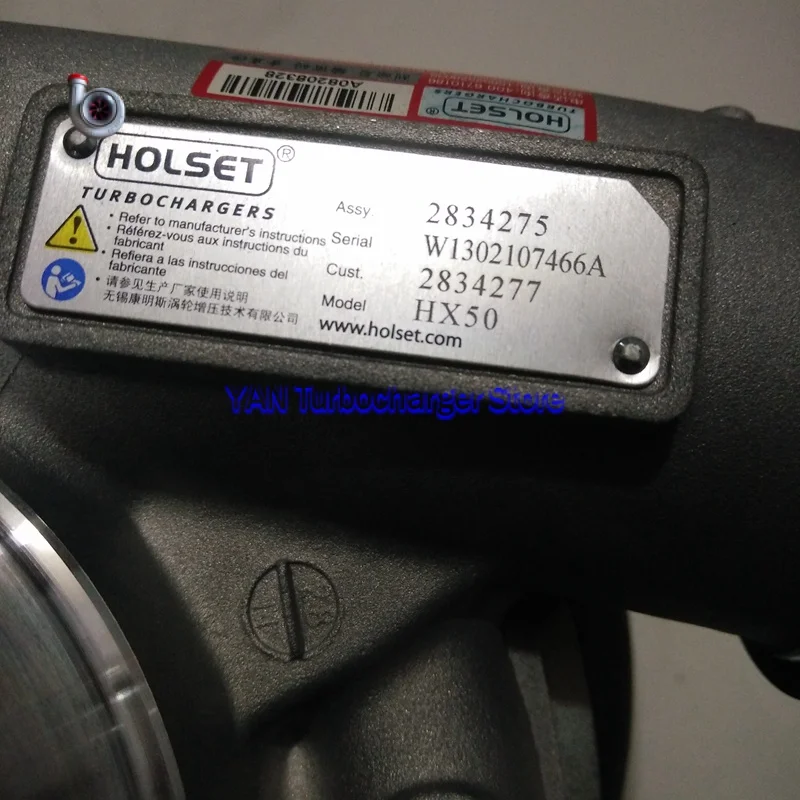 A082208328
HOLSET®
TURBOCHARGERS
HOLSET®
TURBOCHARGERS
• Refer to manufacturer's instructions
• Référez-vous aux instructions du
fabricant
• Refiera a las instrucciones del
fabricante
• 请参见生产厂家使用说明
无锡康明斯涡轮增压技术有限公司
Assy 2834275
Serial W1302107466A
Cust. 2834277
Model HX50
www.holset.com
YAN Turbocharger Store